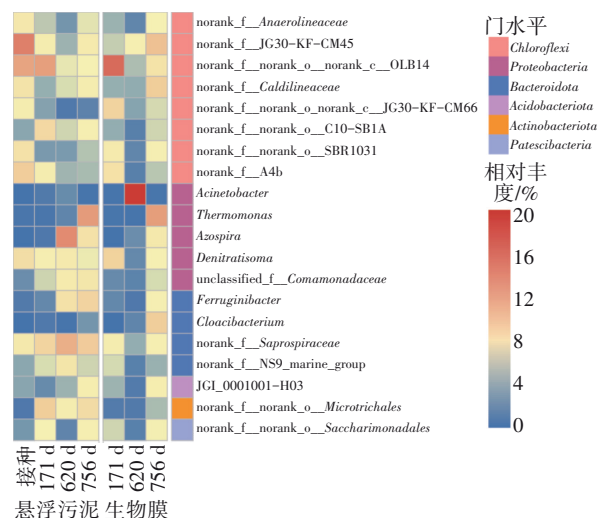 norank_f__Anaerolineaceae
norank_f__JG30-KF-CM45
norank_f__norank_o__norank_c__OLB14
norank_f__Caldilineaceae
norank_f__norank_o_norank_c__JG30-KF-CM66
norank_f__norank_o__C10-SB1A
norank_f__norank_o__SBR1031
norank_f__A4b
Acinetobacter
Thermomonas
Azospira
Denitratisoma
unclassified_f__Comamonadaceae
Ferruginibacter
Cloacibacterium
norank_f__Saprospiraceae
norank_f__NS9_marine_group
JGI_0001001-H03
norank_f__norank_o__Microtrichales
norank_f__norank_o__Saccharimonadales
接种
171 d
620 d
756 d
171 d
620 d
756 d
悬浮污泥
生物膜
门水平
Chloroflexi
Proteobacteria
Bacteroidota
Acidobacteriota
Actinobacteriota
Patescibacteria
相对丰
度/%
20
16
12
8
4
0